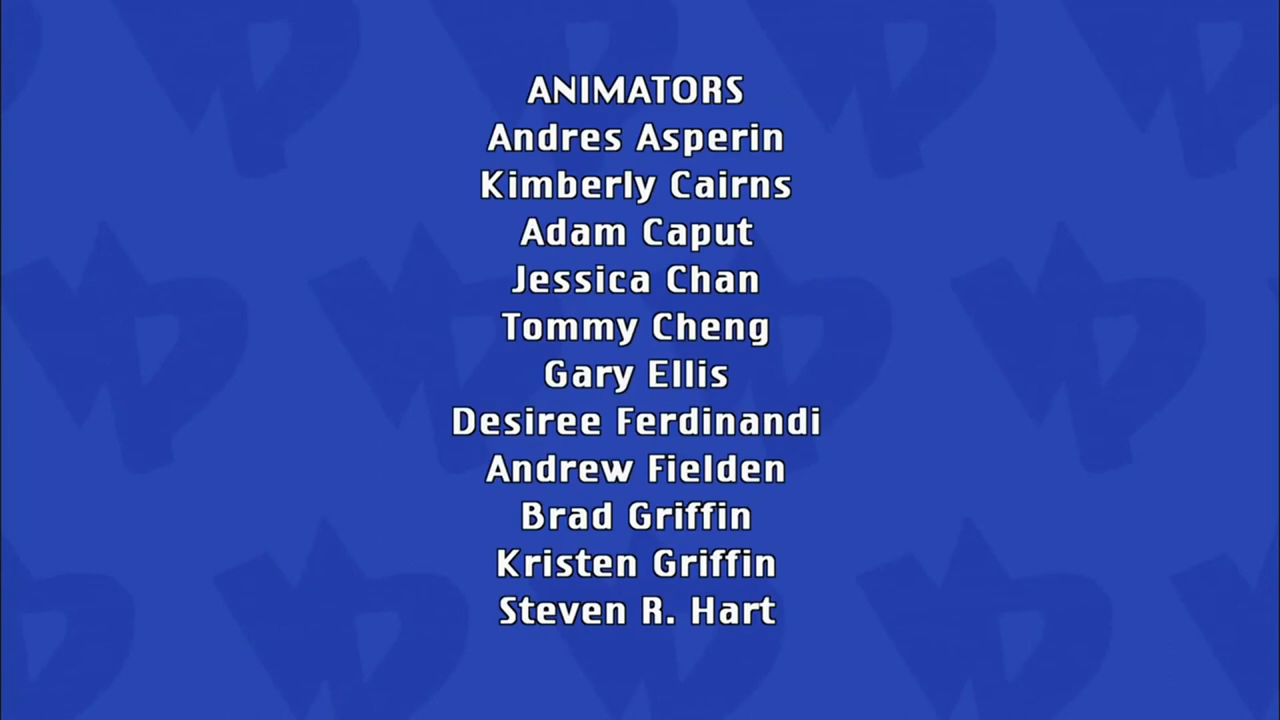 ANIMATORS
Andres Asperin
Kimberly Cairns
Adam Caput
Jessica Chan
Tommy Cheng
Gary Ellis
Desiree Ferdinandi
Andrew Fielden
Brad Griffin
Kristen Griffin
Steven R. Hart